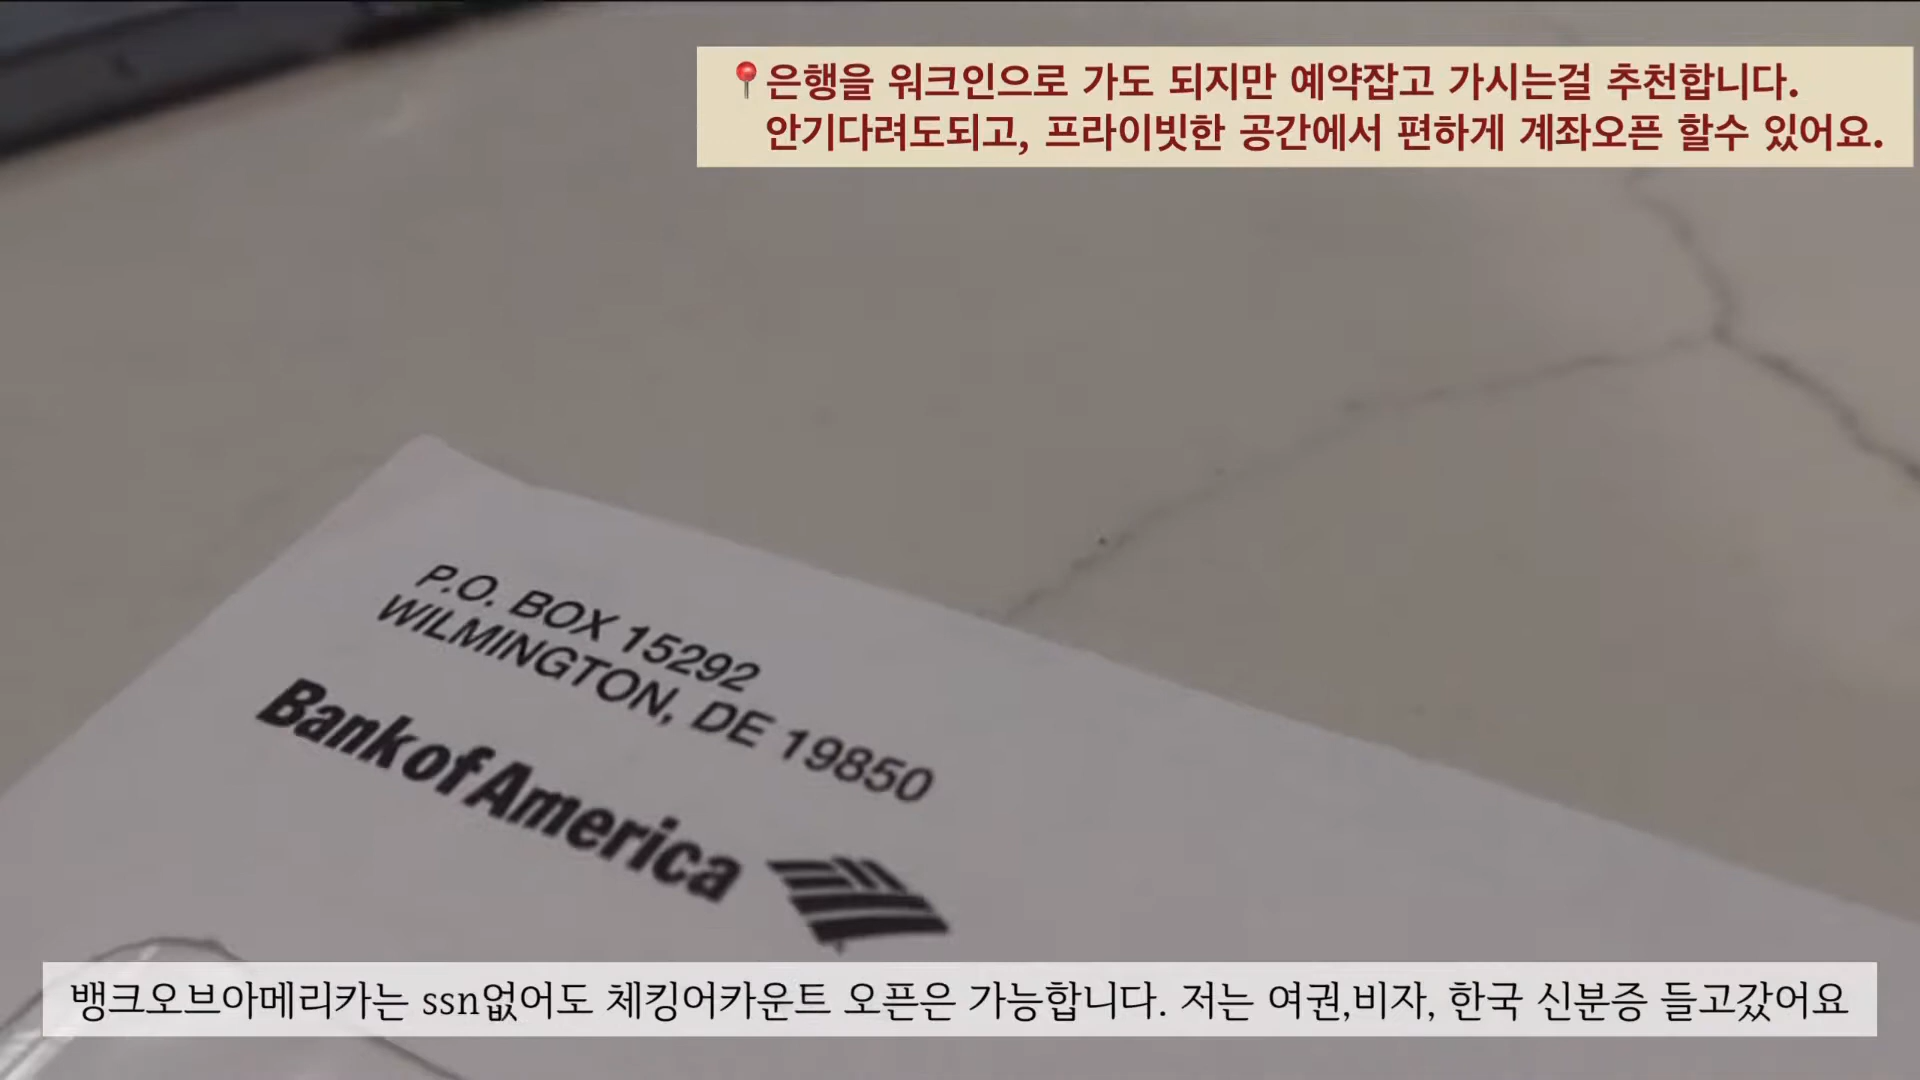 📍은행을 워크인으로 가도 되지만 예약잡고 가시는걸 추천합니다.
안기다려도되고, 프라이빗한 공간에서 편하게 계좌오픈 할수 있어요.
P.O. BOX 15292
WILMINGTON, DE 19850
Bank of America
뱅크오브아메리카는 ssn없어도 체킹어카운트 오픈은 가능합니다. 저는 여권,비자, 한국 신분증 들고갔어요